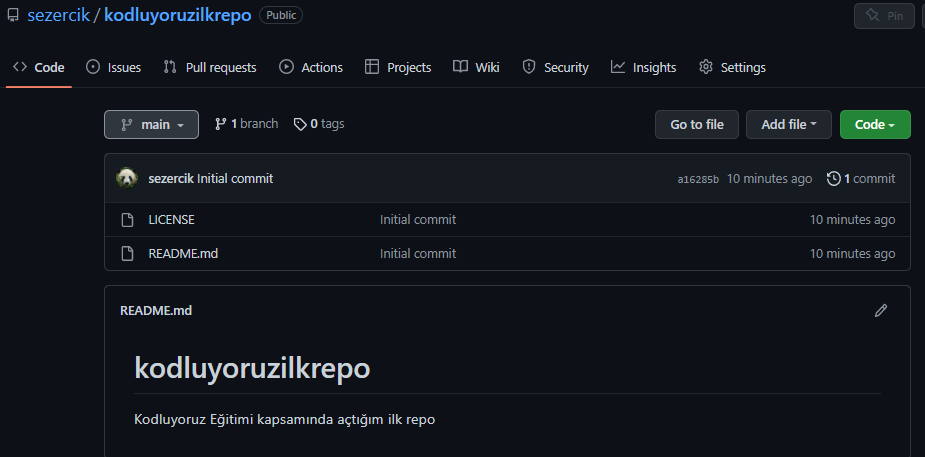 sezercik / kodluyoruzilkrepo Public Pin
Code Issues Pull requests Actions Projects Wiki Security Insights Settings
main 1 branch 0 tags Go to file Add file Code
sezercik Initial commit a16285b 10 minutes ago 1 commit
LICENSE Initial commit 10 minutes ago
README.md Initial commit 10 minutes ago
README.md
kodluyoruzilkrepo
Kodluyoruz Eğitimi kapsamında açtığım ilk repo